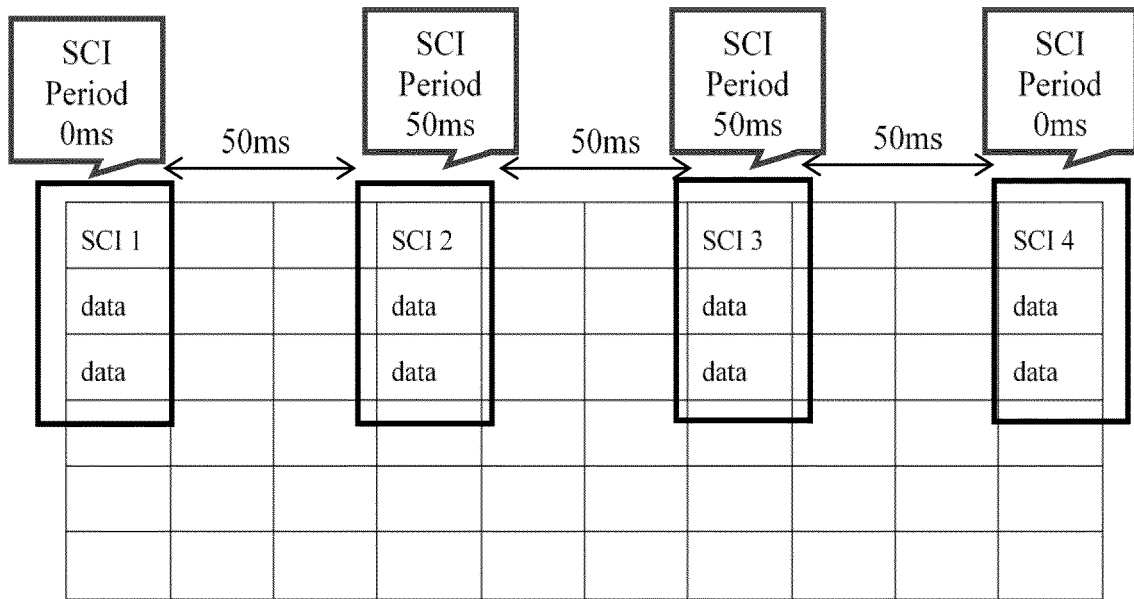 SCI
Period
0ms
SCI
Period
50ms
SCI
Period
50ms
SCI
Period
0ms
50ms
50ms
50ms
SCI 1
SCI 2
SCI 3
SCI 4
data
data
data
data
data
data
data
data